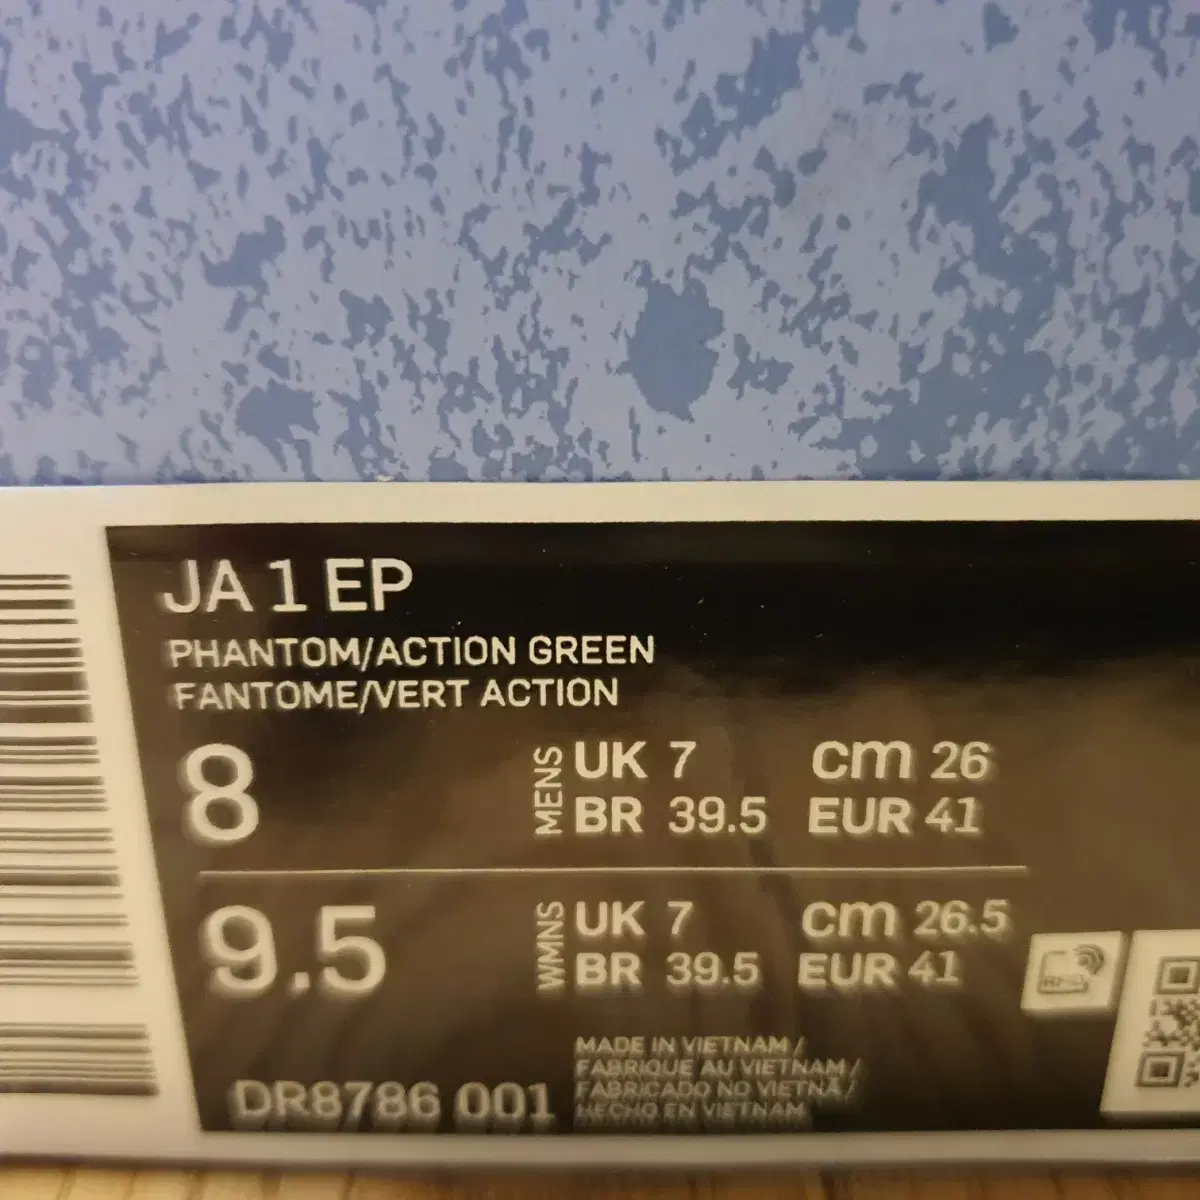 JA 1 EP
PHANTOM/ACTION GREEN
FANTOME/VERT ACTION
8
MENS
UK 7 cm 26
BR 39.5 EUR 41
9.5
WMNS
UK 7 cm 26.5
BR 39.5 EUR 41
RFID
DR8786 001
MADE IN VIETNAM /
FABRIQUE AU VIETNAM /
FABRICADO NO VIETNÃ /
HECHO EN VIETNAM